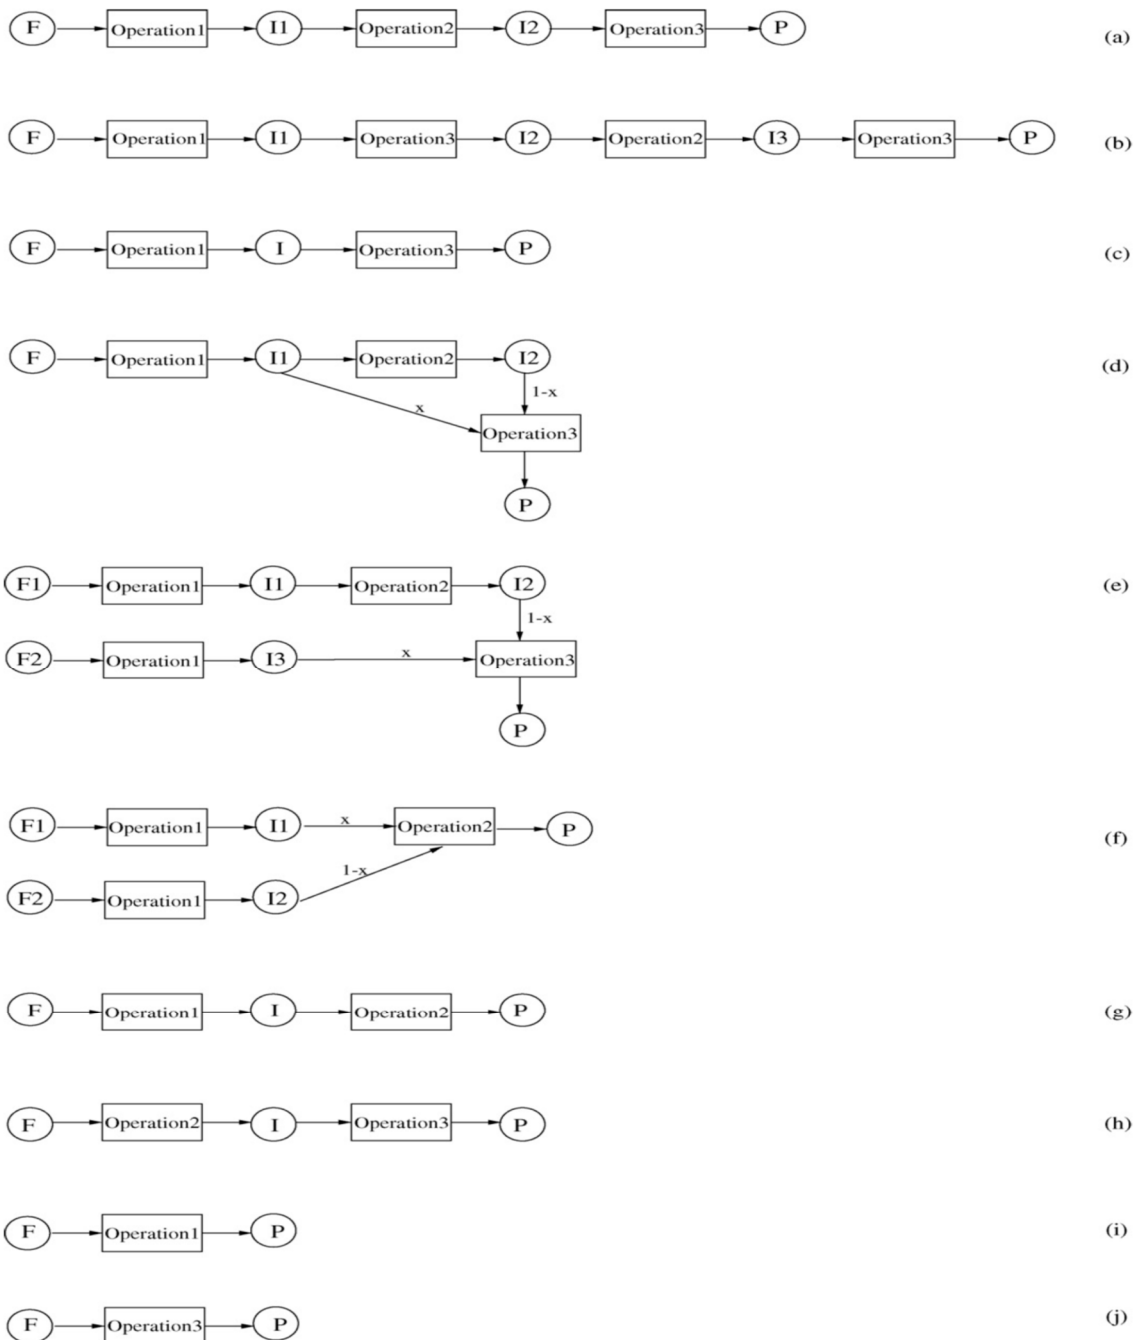 F Operation1 I1 Operation2 I2 Operation3 P (a)
F Operation1 I1 Operation3 I2 Operation2 I3 Operation3 P (b)
F Operation1 I Operation3 P (c)
F Operation1 I1 Operation2 I2 (d)
1-x
x
Operation3
P
F1 Operation1 I1 Operation2 I2 (e)
1-x
F2 Operation1 I3 x Operation3
P
F1 Operation1 I1 x Operation2 P (f)
1-x
F2 Operation1 I2
F Operation1 I Operation2 P (g)
F Operation2 I Operation3 P (h)
F Operation1 P (i)
F Operation3 P (j)